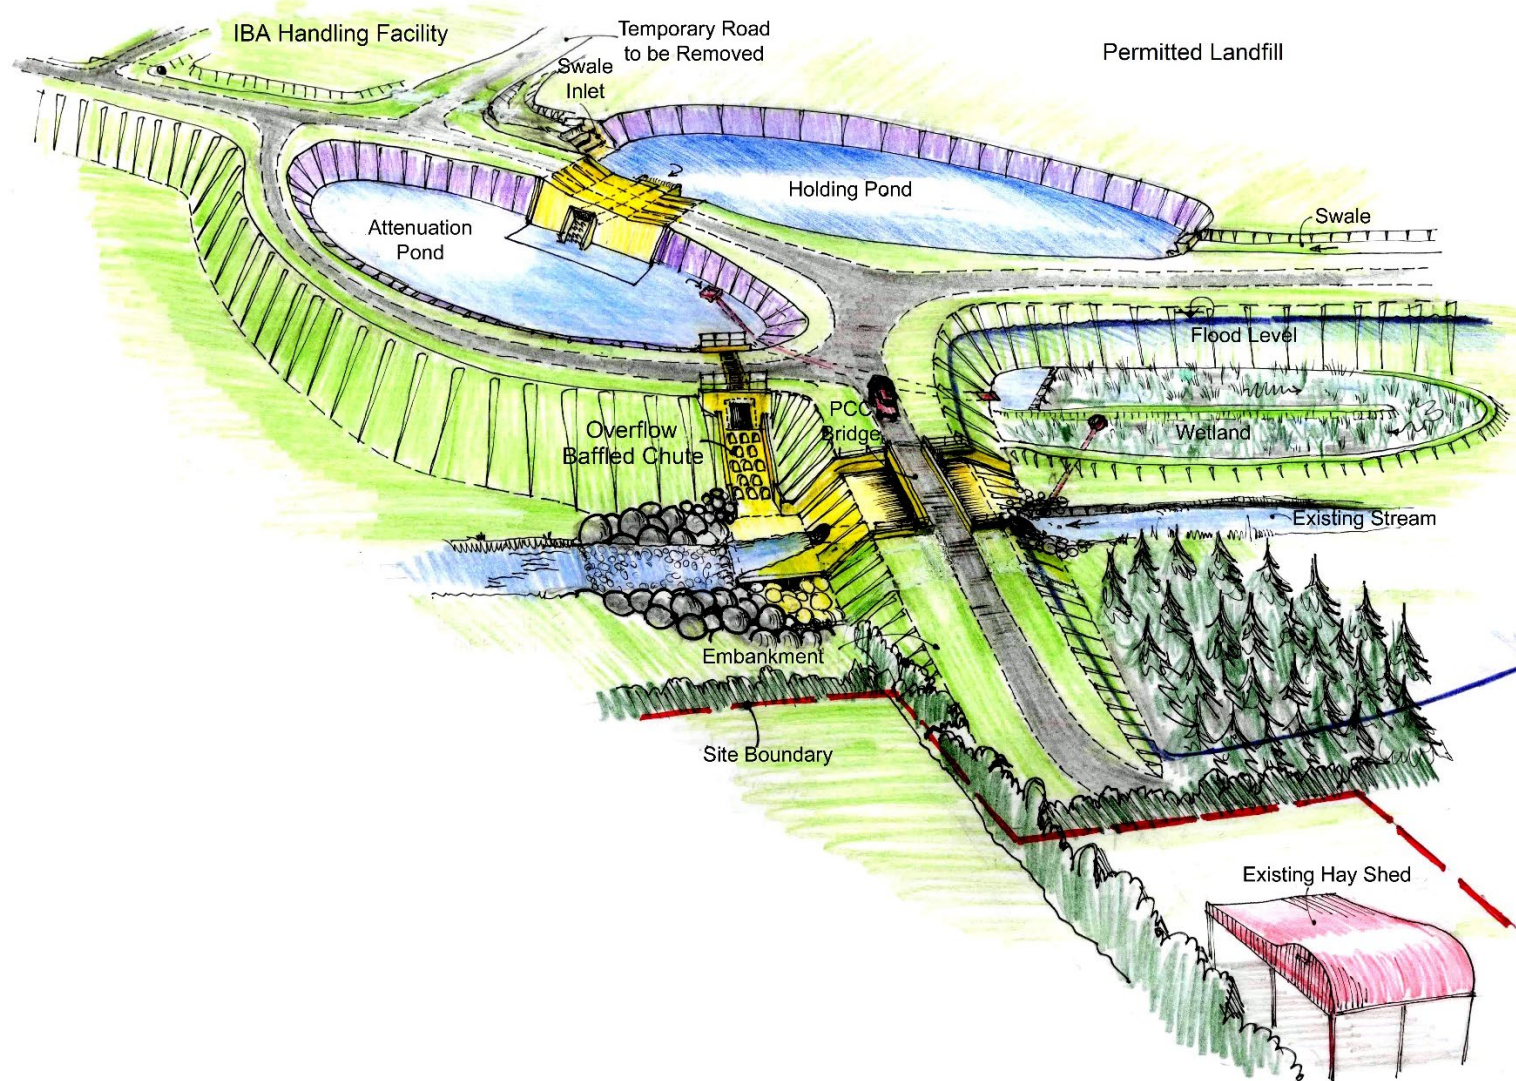 IBA Handling Facility
Temporary Road
to be Removed
Permitted Landfill
Swale
Inlet
Holding Pond
Swale
Attenuation
Pond
Flood Level
PCC
Bridge
Overflow
Baffled Chute
Wetland
Existing Stream
Embankment
Site Boundary
Existing Hay Shed